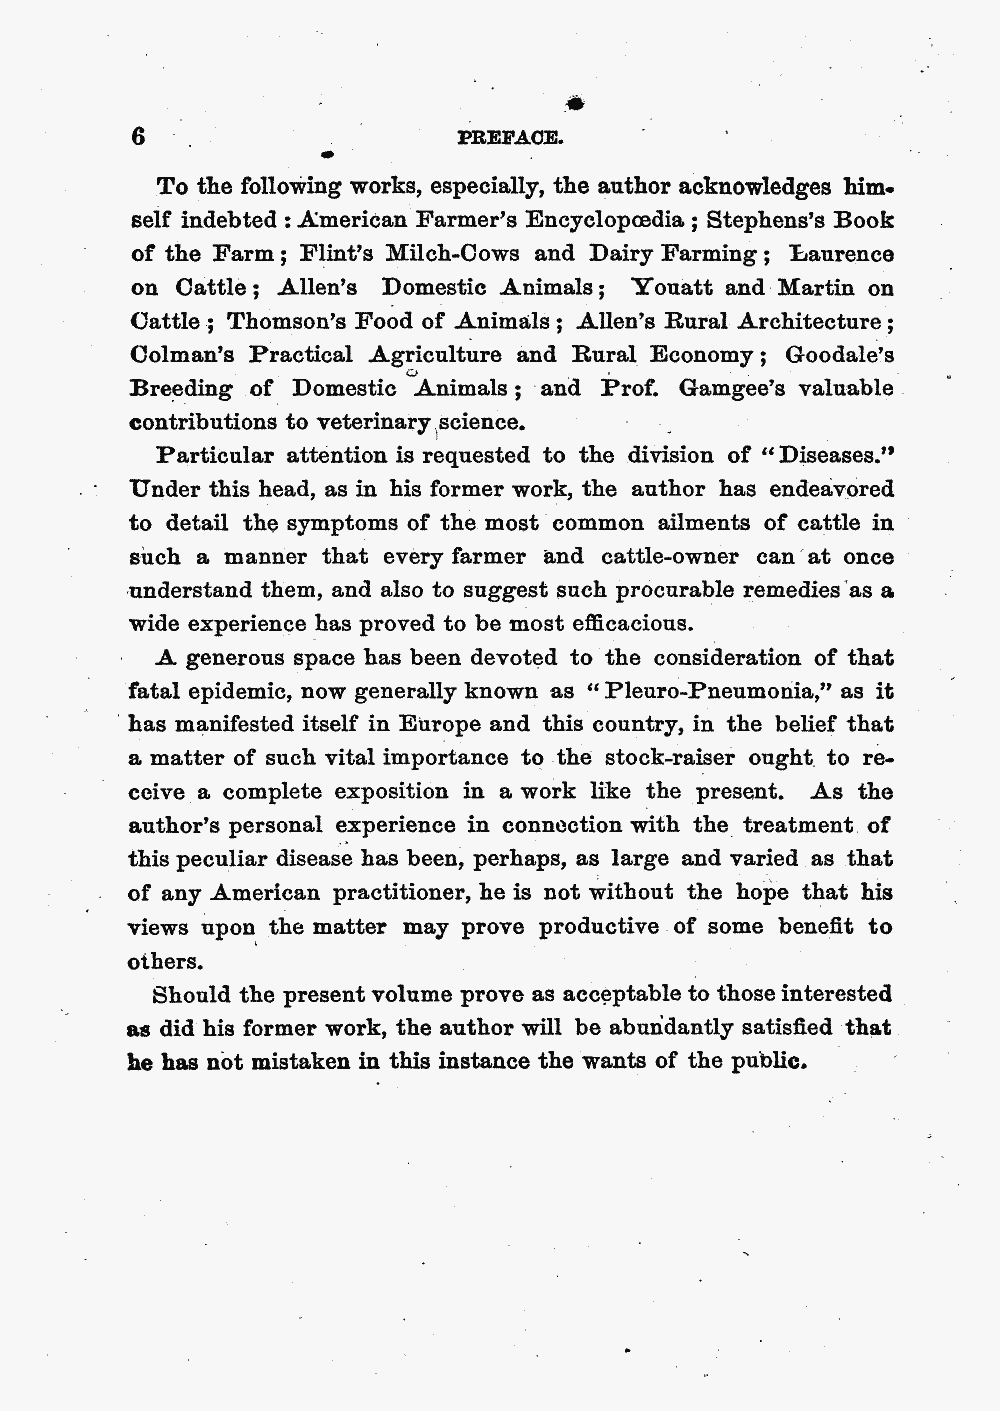 6 PREFACE.
To the following works, especially, the author acknowledges him-
self indebted : American Farmer's Encyclopœdia ; Stephens's Book
of the Farm ; Flint's Milch-Cows and Dairy Farming ; Laurence
on Cattle ; Allen's Domestic Animals ; Youatt and Martin on
Cattle ; Thomson's Food of Animals ; Allen's Rural Architecture ;
Colman's Practical Agriculture and Rural Economy ; Goodale's
Breeding of Domestic Animals ; and Prof. Gamgee's valuable
contributions to veterinary science.
Particular attention is requested to the division of “Diseases.”
Under this head, as in his former work, the author has endeavored
to detail the symptoms of the most common ailments of cattle in
such a manner that every farmer and cattle-owner can at once
understand them, and also to suggest such procurable remedies as a
wide experience has proved to be most efficacious.
A generous space has been devoted to the consideration of that
fatal epidemic, now generally known as “Pleuro-Pneumonia,” as it
has manifested itself in Europe and this country, in the belief that
a matter of such vital importance to the stock-raiser ought to re-
ceive a complete exposition in a work like the present. As the
author's personal experience in connection with the treatment of
this peculiar disease has been, perhaps, as large and varied as that
of any American practitioner, he is not without the hope that his
views upon the matter may prove productive of some benefit to
others.
Should the present volume prove as acceptable to those interested
as did his former work, the author will be abundantly satisfied that
he has not mistaken in this instance the wants of the public.